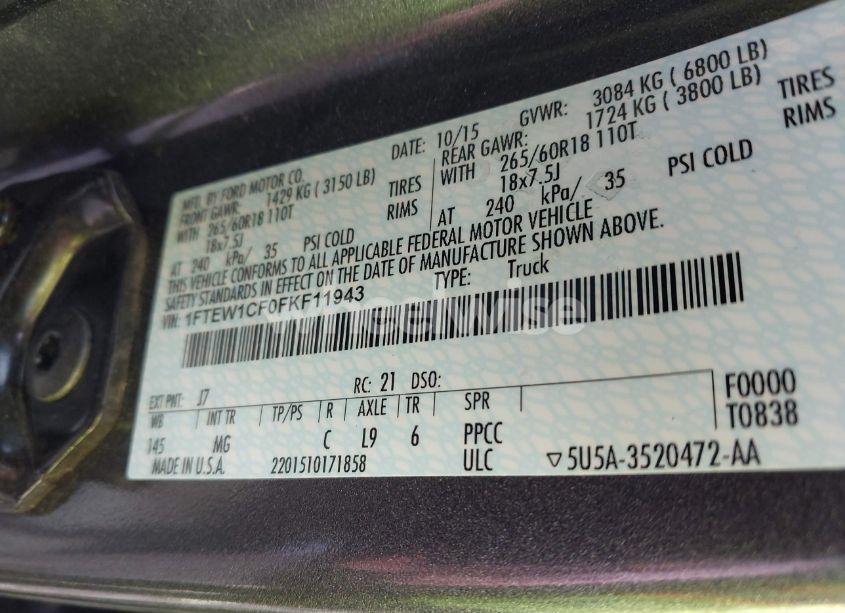 MFD. BY FORD MOTOR CO.
DATE: 10/15
GVWR: 3084 KG ( 6800 LB)
FRONT GAWR: 1429 KG ( 3150 LB)
REAR GAWR: 1724 KG ( 3800 LB)
WITH 265/60R18 110T TIRES
WITH 265/60R18 110T TIRES
18x7.5J RIMS
18x7.5J RIMS
AT 240 kPa/ 35 PSI COLD
AT 240 kPa/ 35 PSI COLD
THIS VEHICLE CONFORMS TO ALL APPLICABLE FEDERAL MOTOR VEHICLE
SAFETY STANDARDS IN EFFECT ON THE DATE OF MANUFACTURE SHOWN ABOVE.
VIN: 1FTEW1CF0FKF11943
TYPE: Truck
wheelwise
EXT PNT: J7 RC: 21 DSO:
WB INT TR TP/PS R AXLE TR SPR F0000
145 MG C L9 6 PPCC T0838
MADE IN U.S.A. 2201510171858 ULC ▽5U5A-3520472-AA